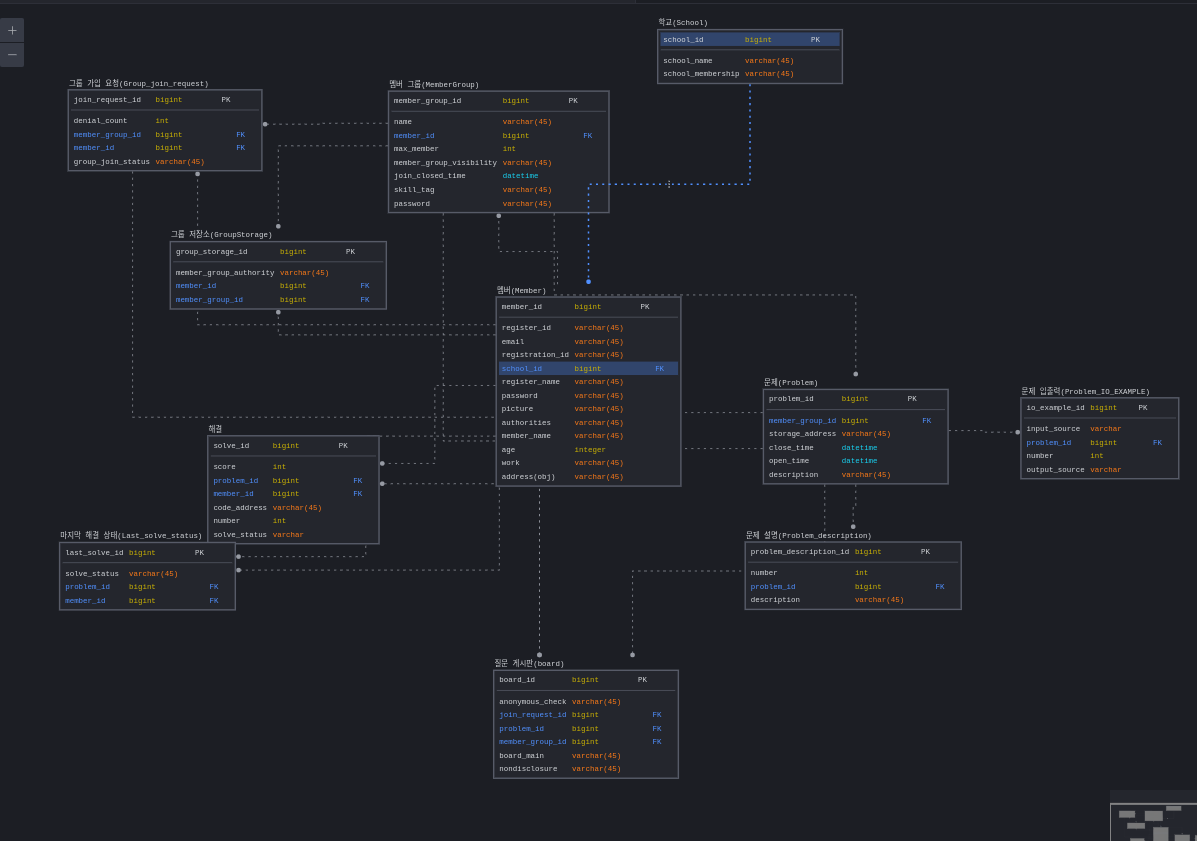 +
−
학교(School)
school_id bigint PK
school_name varchar(45)
school_membership varchar(45)
그룹 가입 요청(Group_join_request)
join_request_id bigint PK
denial_count int
member_group_id bigint FK
member_id bigint FK
group_join_status varchar(45)
멤버 그룹(MemberGroup)
member_group_id bigint PK
name varchar(45)
member_id bigint FK
max_member int
member_group_visibility varchar(45)
join_closed_time datetime
skill_tag varchar(45)
password varchar(45)
그룹 저장소(GroupStorage)
group_storage_id bigint PK
member_group_authority varchar(45)
member_id bigint FK
member_group_id bigint FK
멤버(Member)
member_id bigint PK
register_id varchar(45)
email varchar(45)
registration_id varchar(45)
school_id bigint FK
register_name varchar(45)
password varchar(45)
picture varchar(45)
authorities varchar(45)
member_name varchar(45)
age integer
work varchar(45)
address(obj) varchar(45)
문제(Problem)
problem_id bigint PK
member_group_id bigint FK
storage_address varchar(45)
close_time datetime
open_time datetime
description varchar(45)
문제 입출력(Problem_IO_EXAMPLE)
io_example_id bigint PK
input_source varchar
problem_id bigint FK
number int
output_source varchar
해결
solve_id bigint PK
score int
problem_id bigint FK
member_id bigint FK
code_address varchar(45)
number int
solve_status varchar
마지막 해결 상태(Last_solve_status)
last_solve_id bigint PK
solve_status varchar(45)
problem_id bigint FK
member_id bigint FK
문제 설명(Problem_description)
problem_description_id bigint PK
number int
problem_id bigint FK
description varchar(45)
질문 게시판(board)
board_id bigint PK
anonymous_check varchar(45)
join_request_id bigint FK
problem_id bigint FK
member_group_id bigint FK
board_main varchar(45)
nondisclosure varchar(45)